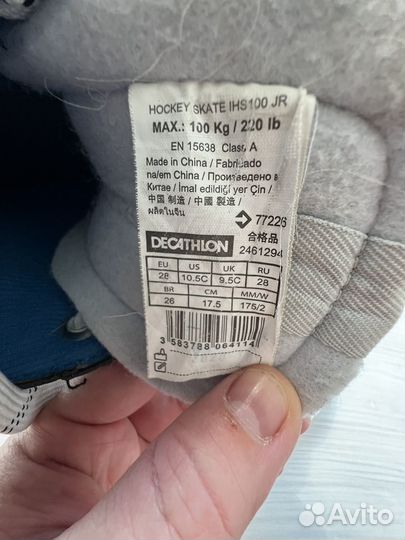 HOCKEY SKATE IHS100 JR
MAX.: 100 Kg / 220 lb
EN 15638 Class A
Made in China / Fabricado
na/em China / Произведено в
Китае / İmal edildiği yer Çin /
中国 制造 / 中國 製造 /
ผลิตในจีน
77226
合格品
DECATHLON 2461294
EU US UK RU
28 10.5C 9.5C 28
BR CM MM/W
26 17.5 175/2
3 583788 064114
Avito